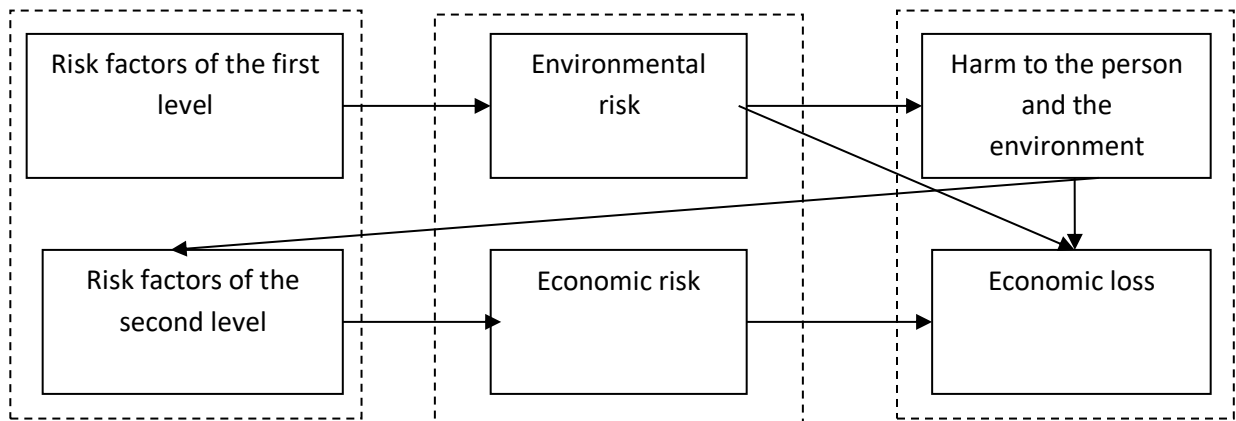 Risk factors of the first
level
Environmental
risk
Harm to the person
and the
environment
Risk factors of the
second level
Economic risk
Economic loss